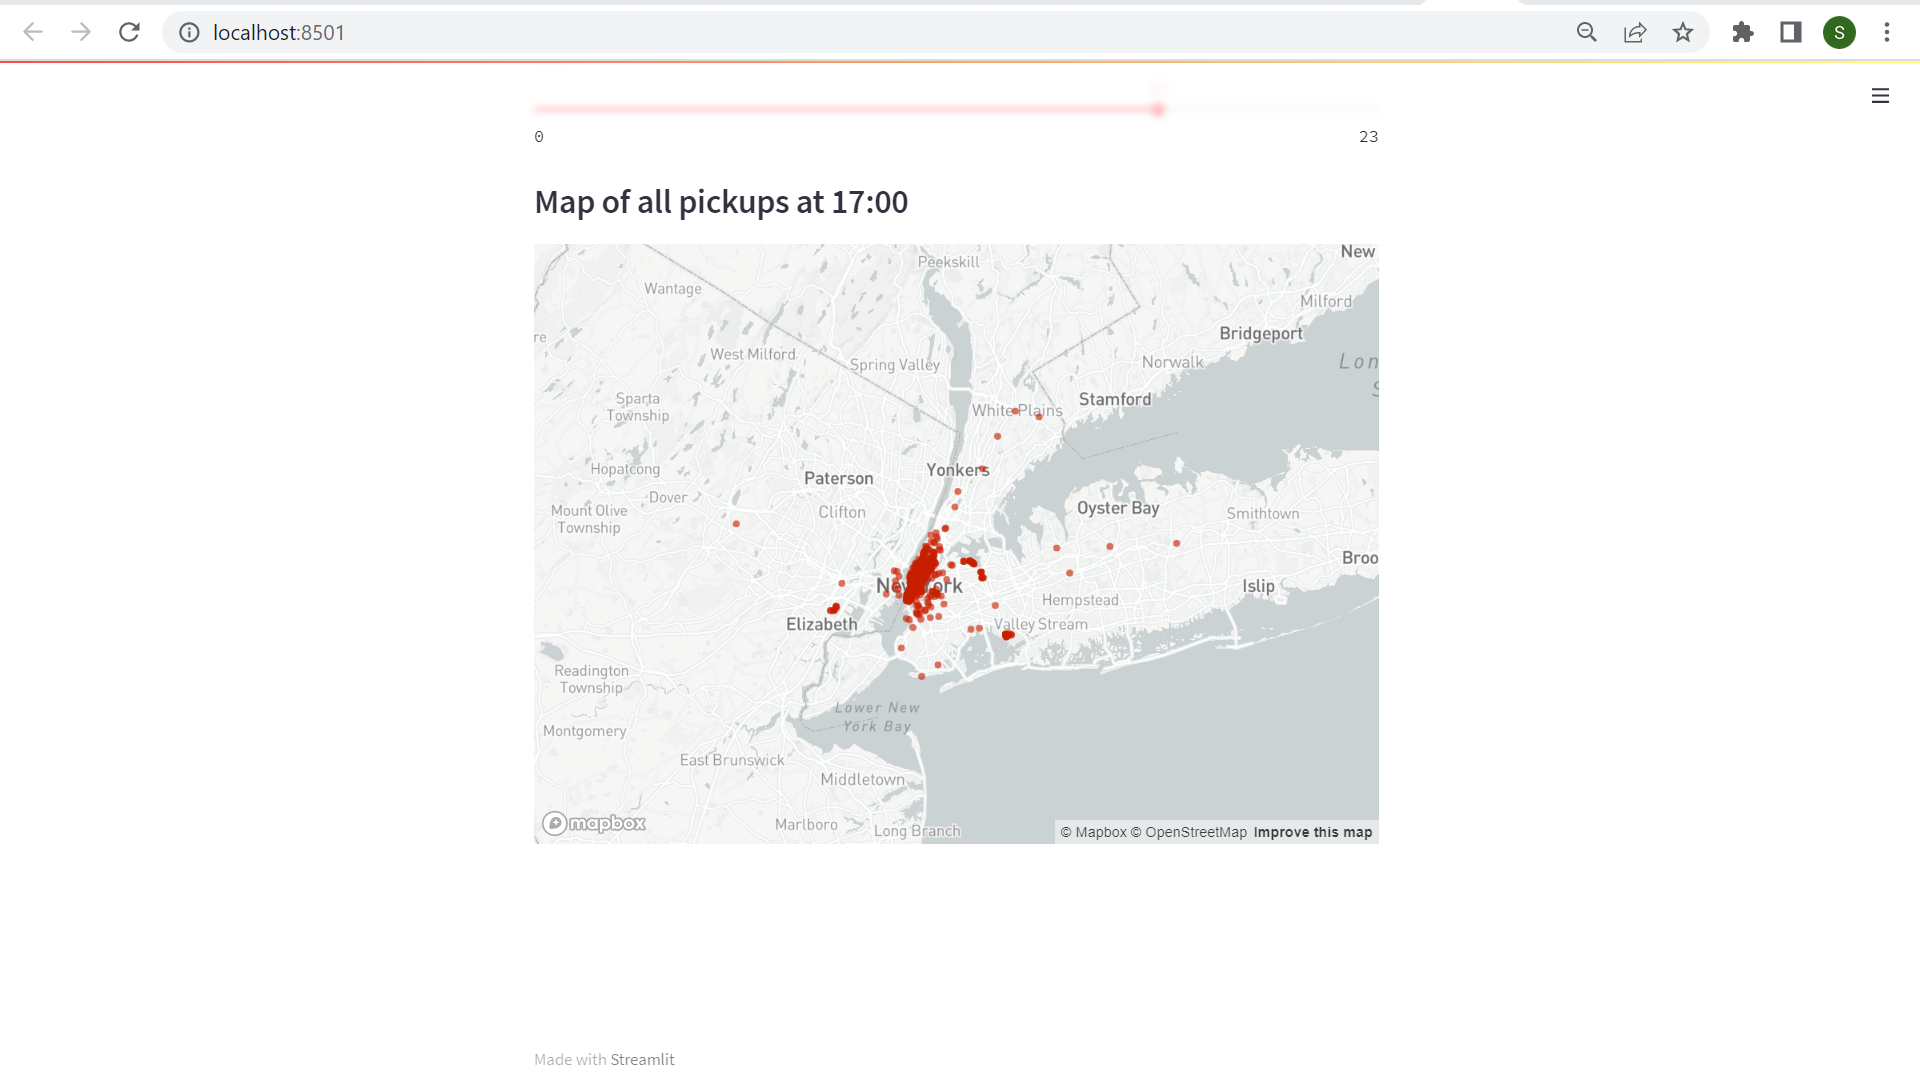 localhost:8501
S
0
23
Map of all pickups at 17:00
New
Peekskill
Wantage
Milford
Bridgeport
re
West Milford
Spring Valley
Norwalk
Lon
S
Sparta
Township
White Plains
Stamford
Hopatcong
Paterson
Yonkers
Dover
Mount Olive
Township
Clifton
Oyster Bay
Smithtown
Broo
New York
Islip
Hempstead
Elizabeth
Valley Stream
Readington
Township
Lower New
York Bay
Montgomery
East Brunswick
Middletown
Marlboro
Long Branch
mapbox
© Mapbox © OpenStreetMap Improve this map
Made with Streamlit